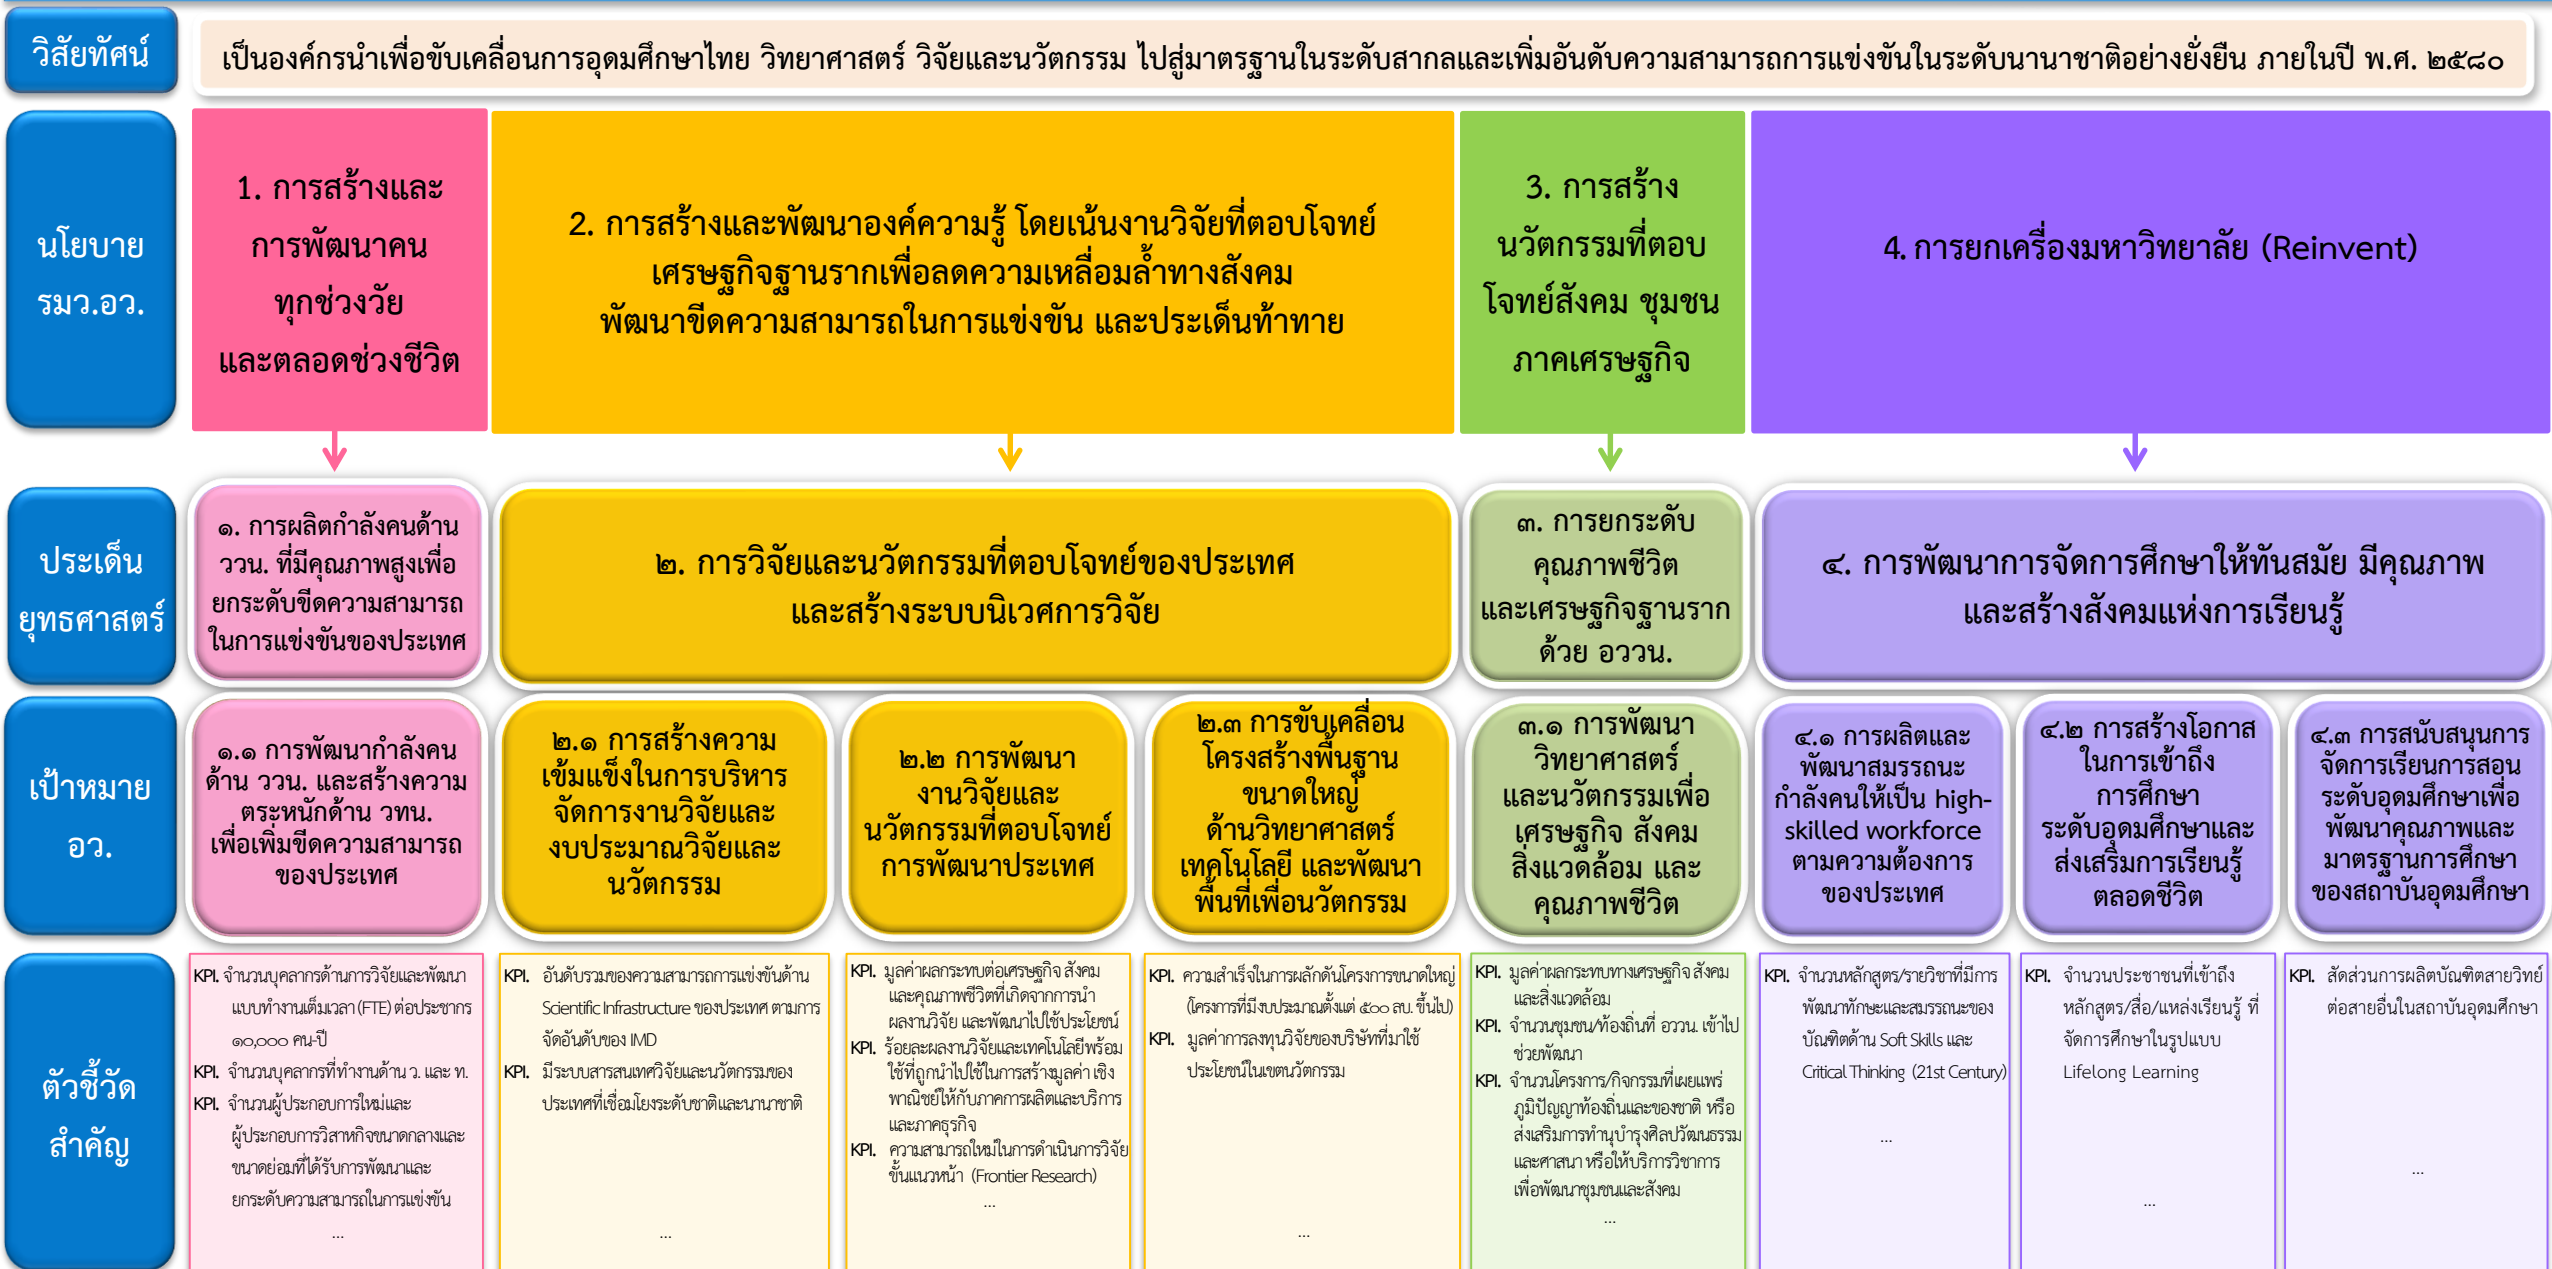 วิสัยทัศน์
เป็นองค์กรนำเพื่อขับเคลื่อนการอุดมศึกษาไทย วิทยาศาสตร์ วิจัยและนวัตกรรม ไปสู่มาตรฐานในระดับสากลและเพิ่มอันดับความสามารถการแข่งขันในระดับนานาชาติอย่างยั่งยืน ภายในปี พ.ศ. ๒๕๘๐
นโยบาย
รมว.อว.
1. การสร้างและ
การพัฒนาคน
ทุกช่วงวัย
และตลอดช่วงชีวิต
2. การสร้างและพัฒนาองค์ความรู้ โดยเน้นงานวิจัยที่ตอบโจทย์
เศรษฐกิจฐานรากเพื่อลดความเหลื่อมล้ำทางสังคม
พัฒนาขีดความสามารถในการแข่งขัน และประเด็นท้าทาย
3. การสร้าง
นวัตกรรมที่ตอบ
โจทย์สังคม ชุมชน
ภาคเศรษฐกิจ
4. การยกเครื่องมหาวิทยาลัย (Reinvent)
ประเด็น
ยุทธศาสตร์
๑. การผลิตกำลังคนด้าน
ววน. ที่มีคุณภาพสูงเพื่อ
ยกระดับขีดความสามารถ
ในการแข่งขันของประเทศ
๒. การวิจัยและนวัตกรรมที่ตอบโจทย์ของประเทศ
และสร้างระบบนิเวศการวิจัย
๓. การยกระดับ
คุณภาพชีวิต
และเศรษฐกิจฐานราก
ด้วย อววน.
๔. การพัฒนาการจัดการศึกษาให้ทันสมัย มีคุณภาพ
และสร้างสังคมแห่งการเรียนรู้
เป้าหมาย
อว.
๑.๑ การพัฒนากำลังคน
ด้าน ววน. และสร้างความ
ตระหนักด้าน วทน.
เพื่อเพิ่มขีดความสามารถ
ของประเทศ
๒.๑ การสร้างความ
เข้มแข็งในการบริหาร
จัดการงานวิจัยและ
งบประมาณวิจัยและ
นวัตกรรม
๒.๒ การพัฒนา
งานวิจัยและ
นวัตกรรมที่ตอบโจทย์
การพัฒนาประเทศ
๒.๓ การขับเคลื่อน
โครงสร้างพื้นฐาน
ขนาดใหญ่
ด้านวิทยาศาสตร์
เทคโนโลยี และพัฒนา
พื้นที่เพื่อนวัตกรรม
๓.๑ การพัฒนา
วิทยาศาสตร์
และนวัตกรรมเพื่อ
เศรษฐกิจ สังคม
สิ่งแวดล้อม และ
คุณภาพชีวิต
๔.๑ การผลิตและ
พัฒนาสมรรถนะ
กำลังคนให้เป็น high-
skilled workforce
ตามความต้องการ
ของประเทศ
๔.๒ การสร้างโอกาส
ในการเข้าถึง
การศึกษา
ระดับอุดมศึกษาและ
ส่งเสริมการเรียนรู้
ตลอดชีวิต
๔.๓ การสนับสนุนการ
จัดการเรียนการสอน
ระดับอุดมศึกษาเพื่อ
พัฒนาคุณภาพและ
มาตรฐานการศึกษา
ของสถาบันอุดมศึกษา
ตัวชี้วัด
สำคัญ
KPI. จำนวนบุคลากรด้านการวิจัยและพัฒนา
แบบทำงานเต็มเวลา (FTE) ต่อประชากร
๑๐,๐๐๐ คน-ปี
KPI. จำนวนบุคลากรที่ทำงานด้าน ว. และ ท.
KPI. จำนวนผู้ประกอบการใหม่และ
ผู้ประกอบการวิสาหกิจขนาดกลางและ
ขนาดย่อมที่ได้รับการพัฒนาและ
ยกระดับความสามารถในการแข่งขัน
...
KPI. อันดับรวมของความสามารถการแข่งขันด้าน
Scientific Infrastructure ของประเทศ ตามการ
จัดอันดับของ IMD
KPI. มีระบบสารสนเทศวิจัยและนวัตกรรมของ
ประเทศที่เชื่อมโยงระดับชาติและนานาชาติ
...
KPI. มูลค่าผลกระทบต่อเศรษฐกิจ สังคม
และคุณภาพชีวิตที่เกิดจากการนำ
ผลงานวิจัย และพัฒนาไปใช้ประโยชน์
KPI. ร้อยละผลงานวิจัยและเทคโนโลยีพร้อม
ใช้ที่ถูกนำไปใช้ในการสร้างมูลค่า เชิง
พาณิชย์ให้กับภาคการผลิตและบริการ
และภาคธุรกิจ
KPI. ความสามารถใหม่ในการดำเนินการวิจัย
ขั้นแนวหน้า (Frontier Research)
...
KPI. ความสำเร็จในการผลักดันโครงการขนาดใหญ่
(โครงการที่มีงบประมาณตั้งแต่ ๕๐๐ ลบ. ขึ้นไป)
KPI. มูลค่าการลงทุนวิจัยของบริษัทที่มาใช้
ประโยชน์ในเขตนวัตกรรม
...
KPI. มูลค่าผลกระทบทางเศรษฐกิจ สังคม
และสิ่งแวดล้อม
KPI. จำนวนชุมชน/ท้องถิ่นที่ อววน. เข้าไป
ช่วยพัฒนา
KPI. จำนวนโครงการ/กิจกรรมที่เผยแพร่
ภูมิปัญญาท้องถิ่นและของชาติ หรือ
ส่งเสริมการทำนุบำรุงศิลปวัฒนธรรม
และศาสนา หรือให้บริการวิชาการ
เพื่อพัฒนาชุมชนและสังคม
...
KPI. จำนวนหลักสูตร/รายวิชาที่มีการ
พัฒนาทักษะและสมรรถนะของ
บัณฑิตด้าน Soft Skills และ
Critical Thinking (21st Century)
...
KPI. จำนวนประชาชนที่เข้าถึง
หลักสูตร/สื่อ/แหล่งเรียนรู้ ที่
จัดการศึกษาในรูปแบบ
Lifelong Learning
...
KPI. สัดส่วนการผลิตบัณฑิตสายวิทย์
ต่อสายอื่นในสถาบันอุดมศึกษา
...